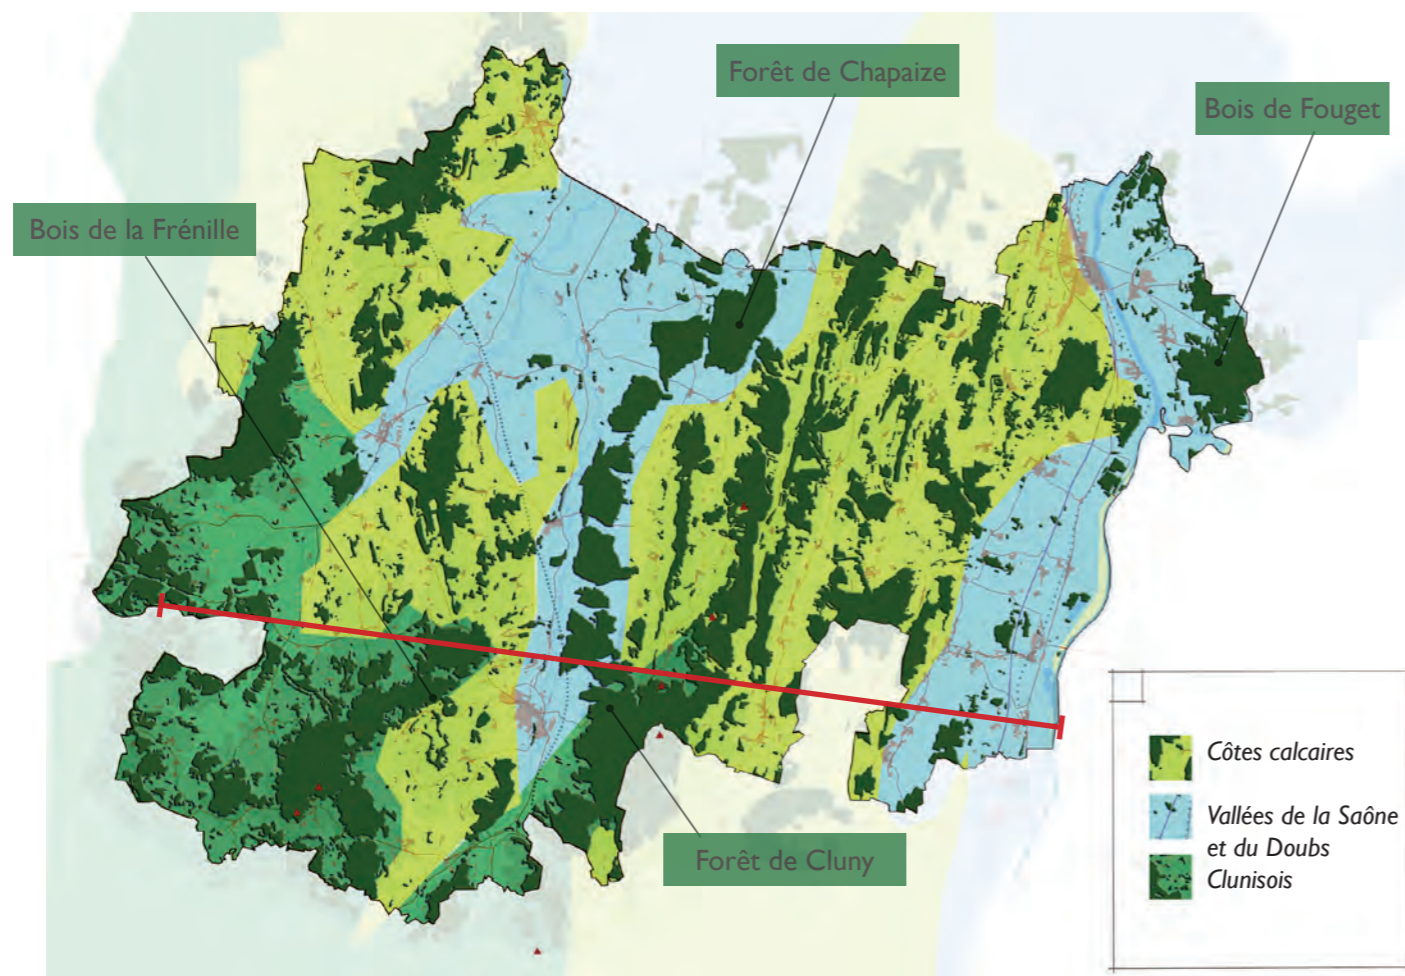 Forêt de Chapaize
Bois de Fouget
Bois de la Frénille
Forêt de Cluny
Côtes calcaires
Vallées de la Saône
et du Doubs
Clunisois